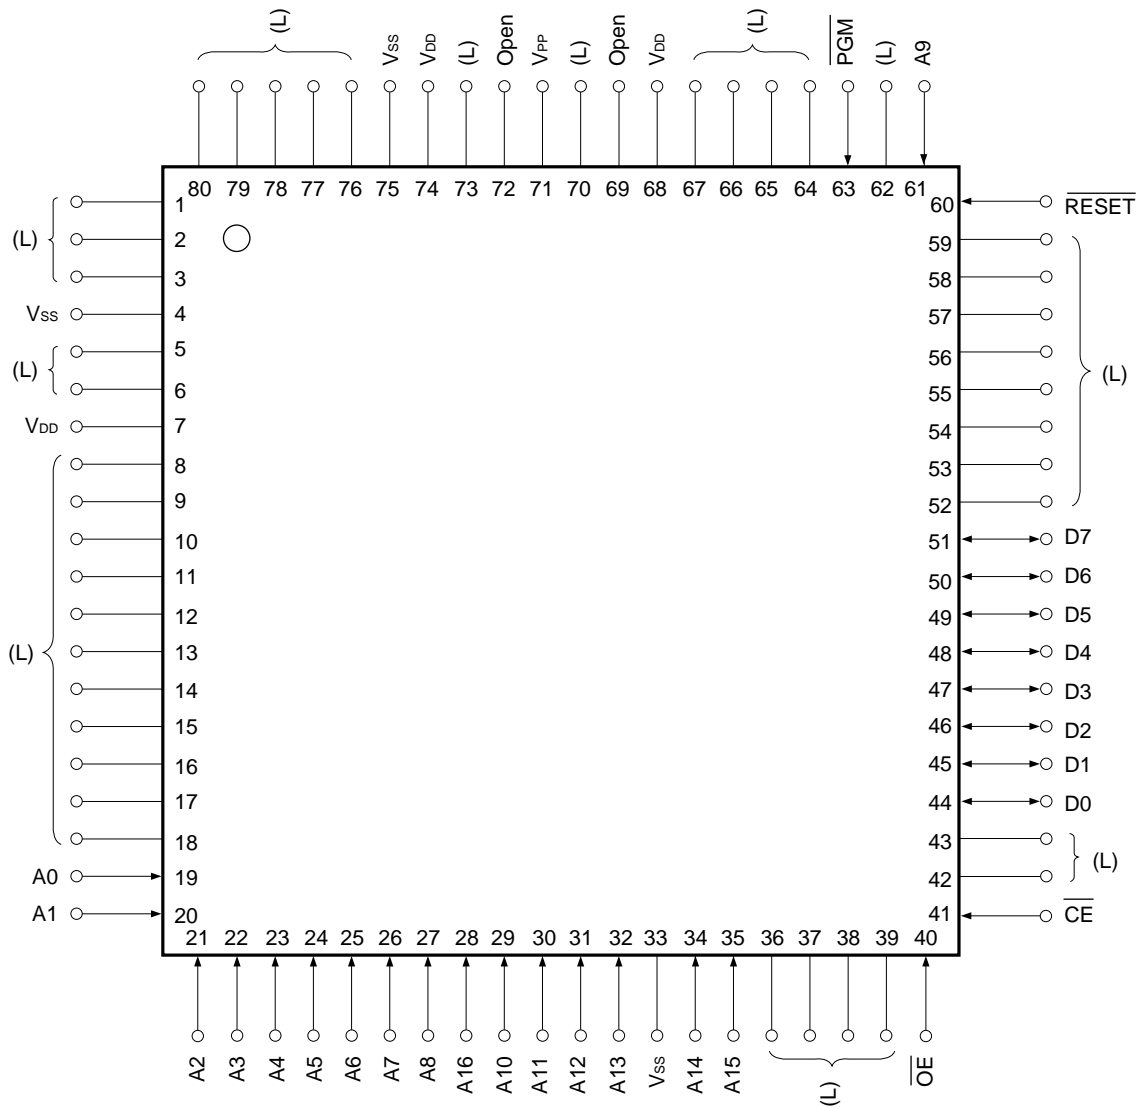 (L)
VSS
VDD
(L)
Open
VPP
(L)
Open
VDD
(L)
PGM
(L)
A9
80 79 78 77 76 75 74 73 72 71 70 69 68 67 66 65 64 63 62 61
(L)
1
2
3
VSS 4
(L)
5
6
VDD 7
(L)
8
9
10
11
12
13
14
15
16
17
18
A0 19
A1 20
60 RESET
59
58
57
56
55
54
53
52
(L)
51 D7
50 D6
49 D5
48 D4
47 D3
46 D2
45 D1
44 D0
43
42
(L)
41 CE
21 22 23 24 25 26 27 28 29 30 31 32 33 34 35 36 37 38 39 40
A2
A3
A4
A5
A6
A7
A8
A16
A10
A11
A12
A13
VSS
A14
A15
(L)
OE